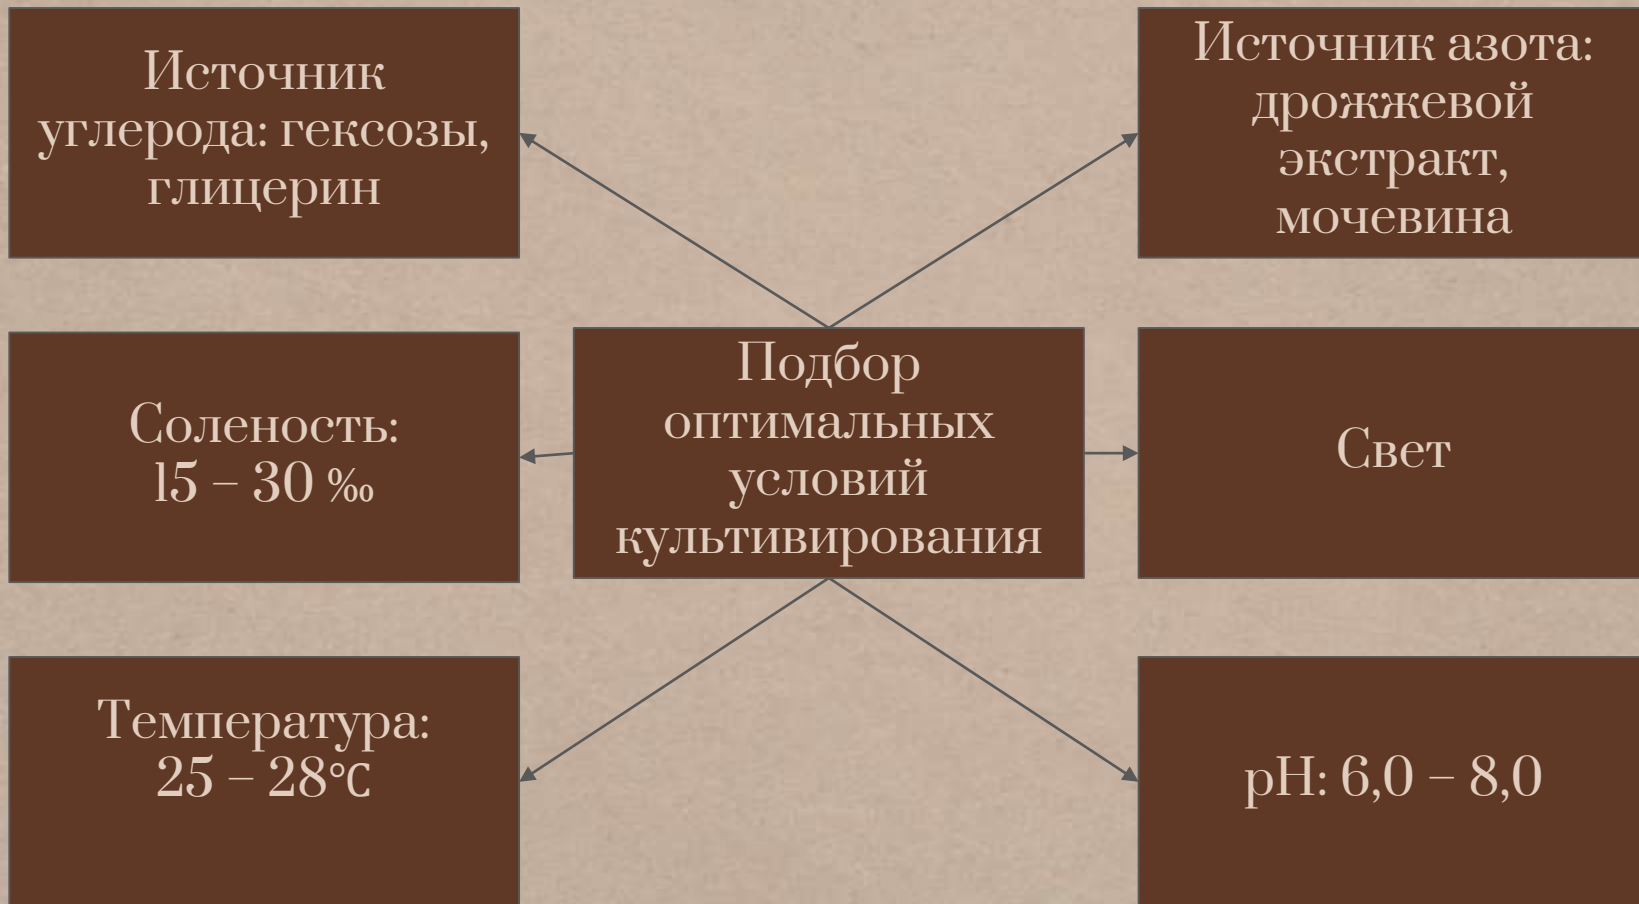 Источник
углерода: гексозы,
глицерин
Источник азота:
дрожжевой
экстракт,
мочевина
Соленость:
15 – 30 ‰
Подбор
оптимальных
условий
культивирования
Свет
Температура:
25 – 28℃
pH: 6,0 – 8,0